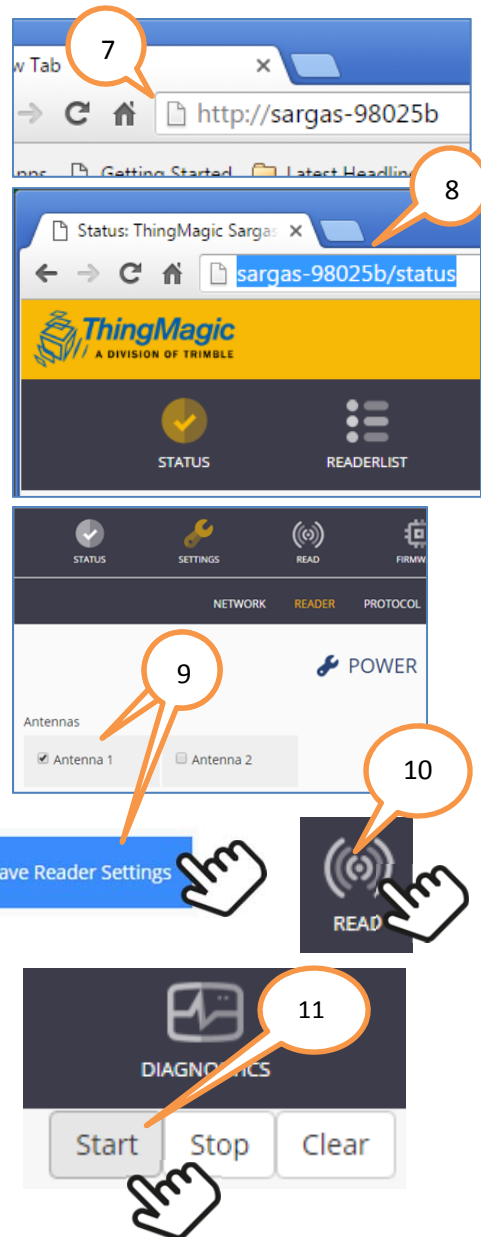 7
w Tab
http://sargas-98025b
Getting Started Latest Headlin
8
Status: ThingMagic Sargas
sargas-98025b/status
ThingMagic
A DIVISION OF TRIMBLE
STATUS READERLIST
STATUS SETTINGS READ FIRMW
NETWORK READER PROTOCOL
9
POWER
Antennas
Antenna 1 Antenna 2
10
ave Reader Settings
READ
11
DIAGNOSTICS
Start Stop Clear